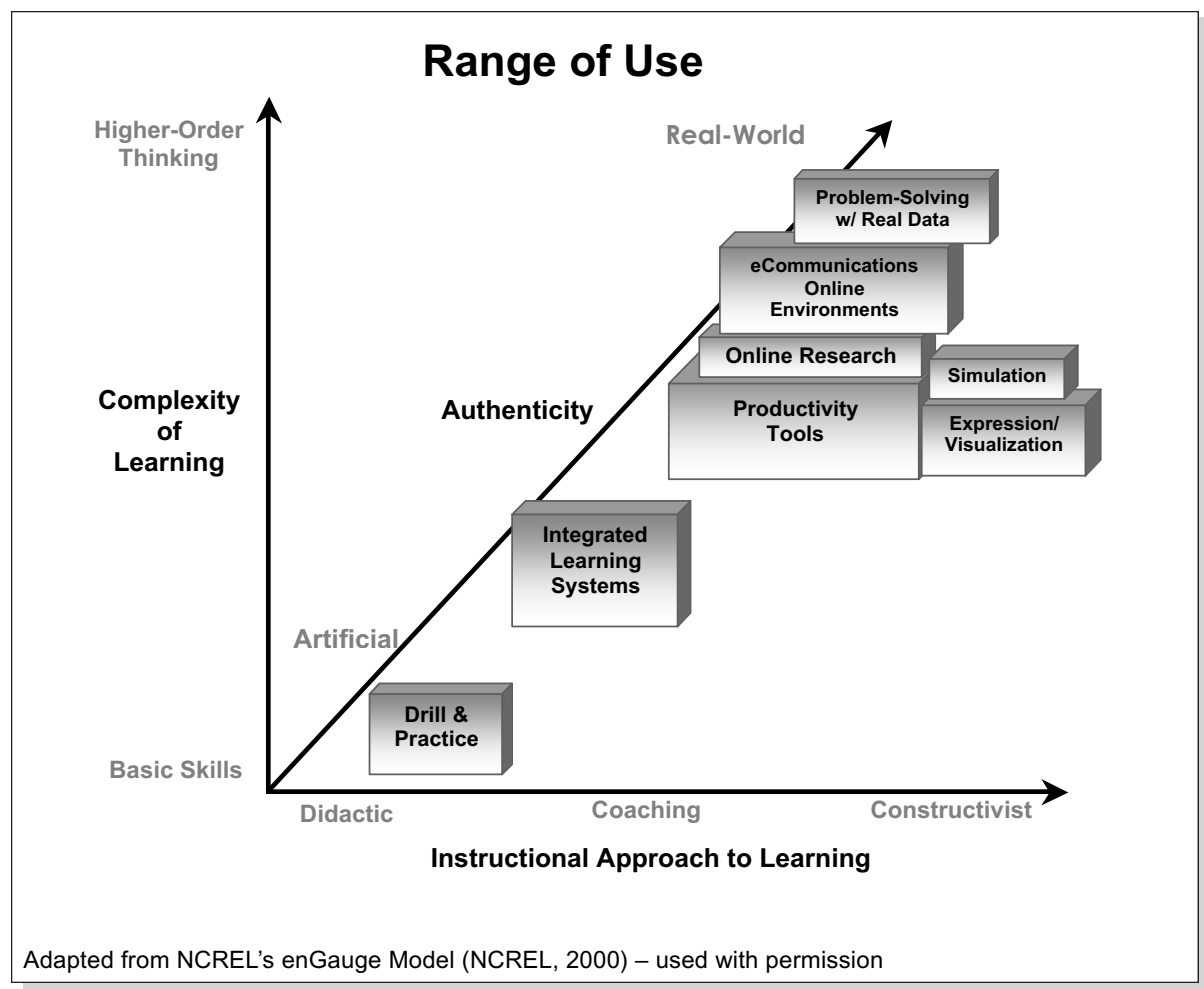 Range of Use
Higher-Order
Thinking
Real-World
Problem-Solving
w/ Real Data
eCommunications
Online
Environments
Online Research
Simulation
Complexity
of
Learning
Authenticity
Productivity
Tools
Expression/
Visualization
Integrated
Learning
Systems
Artificial
Drill &
Practice
Basic Skills
Didactic
Coaching
Constructivist
Instructional Approach to Learning
Adapted from NCREL’s enGauge Model (NCREL, 2000) – used with permission